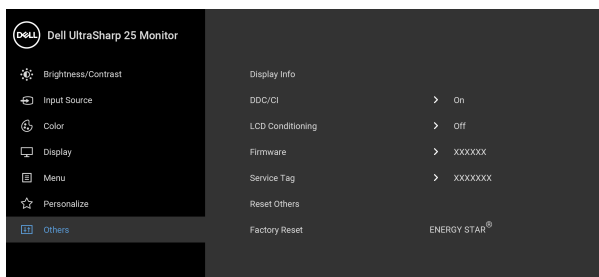 DELL Dell UltraSharp 25 Monitor
Brightness/Contrast Display Info
Input Source DDC/CI > On
Color LCD Conditioning > Off
Display Firmware > XXXXXX
Menu Service Tag > XXXXXXX
Personalize Reset Others
Others Factory Reset ENERGY STAR®